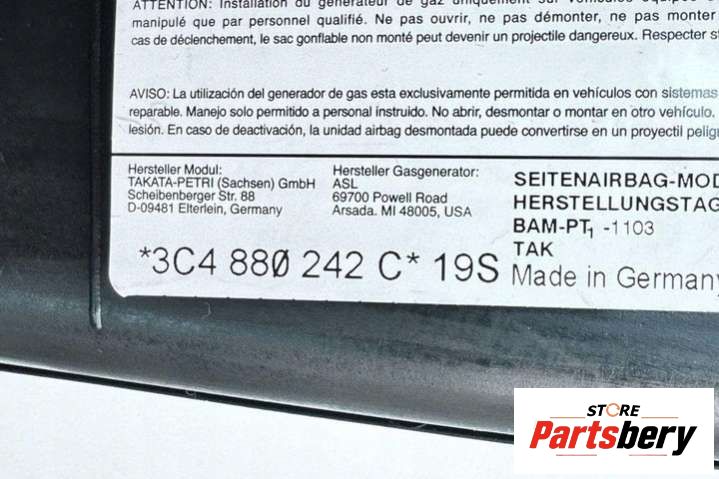 ATTENTION: Installation du générateur de gaz uniquement sur véhicules équipés
manipulé que par personnel qualifié. Ne pas ouvrir, ne pas démonter, ne pas monter
cas de déclenchement, le sac gonflable non monté peut devenir un projectile dangereux. Respecter
AVISO: La utilización del generador de gas esta exclusivamente permitida en vehículos con sistemas
reparable. Manejo solo permitido a personal instruido. No abrir, desmontar o montar en otro vehículo.
lesión. En caso de deactivación, la unidad airbag desmontada puede convertirse en un proyectil
Hersteller Modul:
TAKATA-PETRI (Sachsen) GmbH
Scheibenberger Str. 88
D-09481 Elterlein, Germany
Hersteller Gasgenerator:
ASL
69700 Powell Road
Arsada. MI 48005, USA
SEITENAIRBAG-MOD
HERSTELLUNGSTAG
BAM-PT₁ -1103
TAK
Made in Germany
*3C4 880 242 C* 19S
STORE
Partsbery